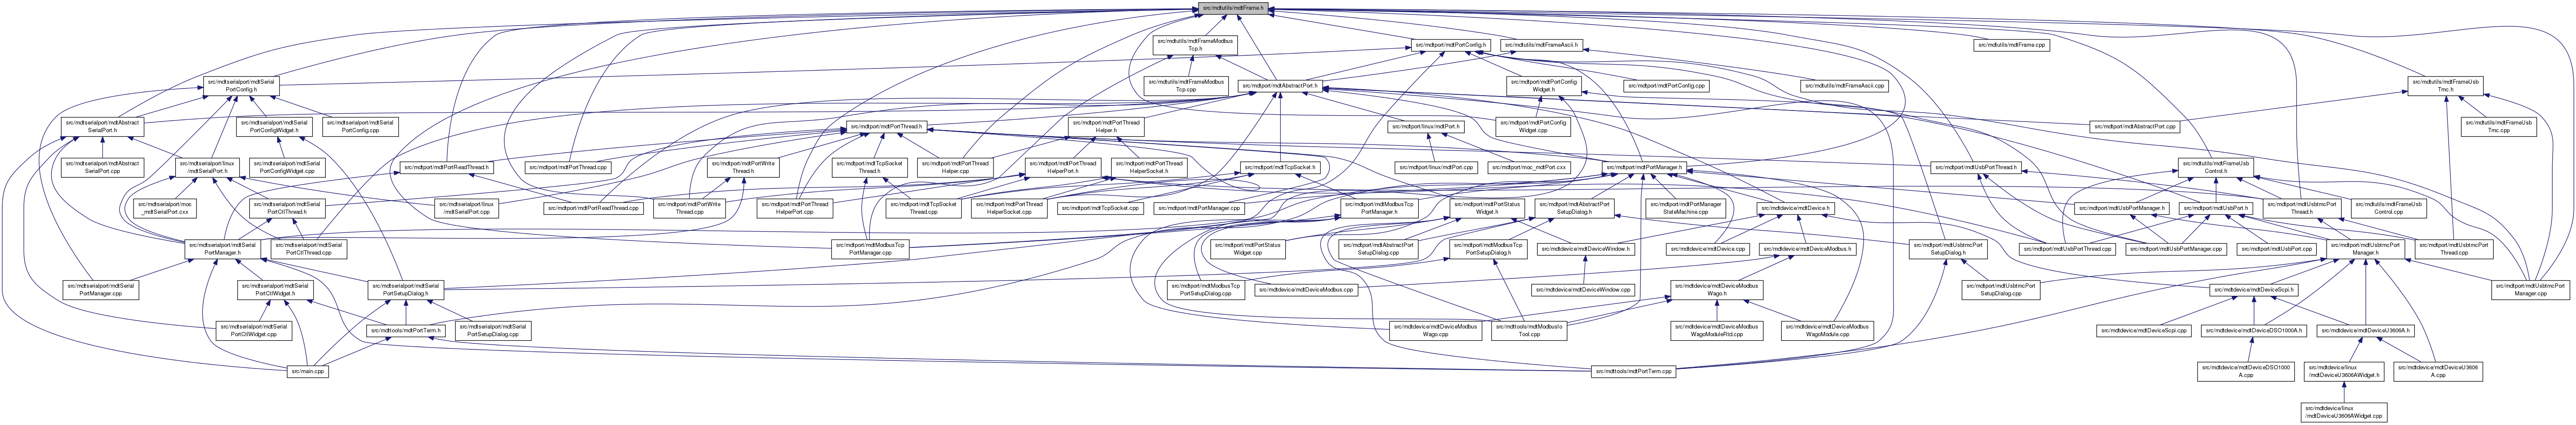 src/mdtutils/mdtFrame.h
src/mdtutils/mdtFrameModbus
Tcp.h
src/mdtport/mdtPortConfig.h
src/mdtutils/mdtFrameAscii.h
src/mdtutils/mdtFrame.cpp
src/mdtserialport/mdtSerial
PortConfig.h
src/mdtutils/mdtFrameModbus
Tcp.cpp
src/mdtport/mdtAbstractPort.h
src/mdtport/mdtPortConfig
Widget.h
src/mdtport/mdtPortConfig.cpp
src/mdtutils/mdtFrameAscii.cpp
src/mdtutils/mdtFrameUsb
Tmc.h
src/mdtserialport/mdtAbstract
SerialPort.h
src/mdtserialport/mdtSerial
PortConfigWidget.h
src/mdtserialport/mdtSerial
PortConfig.cpp
src/mdtport/mdtPortThread.h
src/mdtport/mdtPortThread
Helper.h
src/mdtport/linux/mdtPort.h
src/mdtport/mdtPortConfig
Widget.cpp
src/mdtport/mdtAbstractPort.cpp
src/mdtutils/mdtFrameUsb
Tmc.cpp
src/mdtserialport/mdtAbstract
SerialPort.cpp
src/mdtserialport/linux
/mdtSerialPort.h
src/mdtserialport/mdtSerial
PortConfigWidget.cpp
src/mdtport/mdtPortReadThread.h
src/mdtport/mdtPortThread.cpp
src/mdtport/mdtPortWrite
Thread.h
src/mdtport/mdtTcpSocket
Thread.h
src/mdtport/mdtPortThread
Helper.cpp
src/mdtport/mdtPortThread
HelperPort.h
src/mdtport/mdtPortThread
HelperSocket.h
src/mdtport/mdtTcpSocket.h
src/mdtport/linux/mdtPort.cpp
src/mdtport/moc_mdtPort.cxx
src/mdtport/mdtPortManager.h
src/mdtport/mdtUsbPortThread.h
src/mdtutils/mdtFrameUsb
Control.h
src/mdtserialport/moc
_mdtSerialPort.cxx
src/mdtserialport/mdtSerial
PortCtlThread.h
src/mdtserialport/linux
/mdtSerialPort.cpp
src/mdtport/mdtPortReadThread.cpp
src/mdtport/mdtPortWrite
Thread.cpp
src/mdtport/mdtPortThread
HelperPort.cpp
src/mdtport/mdtTcpSocket
Thread.cpp
src/mdtport/mdtPortThread
HelperSocket.cpp
src/mdtport/mdtTcpSocket.cpp
src/mdtport/mdtPortManager.cpp
src/mdtport/mdtModbusTcp
PortManager.h
src/mdtport/mdtPortStatus
Widget.h
src/mdtport/mdtAbstractPort
SetupDialog.h
src/mdtport/mdtPortManager
StateMachine.cpp
src/mdtdevice/mdtDevice.h
src/mdtport/mdtUsbPortManager.h
src/mdtport/mdtUsbPort.h
src/mdtport/mdtUsbtmcPort
Thread.h
src/mdtutils/mdtFrameUsb
Control.cpp
src/mdtserialport/mdtSerial
PortManager.h
src/mdtserialport/mdtSerial
PortCtlThread.cpp
src/mdtport/mdtModbusTcp
PortManager.cpp
src/mdtport/mdtPortStatus
Widget.cpp
src/mdtport/mdtAbstractPort
SetupDialog.cpp
src/mdtport/mdtModbusTcp
PortSetupDialog.h
src/mdtdevice/mdtDeviceWindow.h
src/mdtdevice/mdtDevice.cpp
src/mdtdevice/mdtDeviceModbus.h
src/mdtport/mdtUsbtmcPort
SetupDialog.h
src/mdtport/mdtUsbPortThread.cpp
src/mdtport/mdtUsbPortManager.cpp
src/mdtport/mdtUsbPort.cpp
src/mdtport/mdtUsbtmcPort
Manager.h
src/mdtport/mdtUsbtmcPort
Thread.cpp
src/mdtserialport/mdtSerial
PortManager.cpp
src/mdtserialport/mdtSerial
PortCtlWidget.h
src/mdtserialport/mdtSerial
PortSetupDialog.h
src/mdtport/mdtModbusTcp
PortSetupDialog.cpp
src/mdtdevice/mdtDeviceModbus.cpp
src/mdtdevice/mdtDeviceWindow.cpp
src/mdtdevice/mdtDeviceModbus
Wago.h
src/mdtport/mdtUsbtmcPort
SetupDialog.cpp
src/mdtdevice/mdtDeviceScpi.h
src/mdtport/mdtUsbtmcPort
Manager.cpp
src/mdtserialport/mdtSerial
PortCtlWidget.cpp
src/mdttools/mdtPortTerm.h
src/mdtserialport/mdtSerial
PortSetupDialog.cpp
src/mdtdevice/mdtDeviceModbus
Wago.cpp
src/mdttools/mdtModbusIo
Tool.cpp
src/mdtdevice/mdtDeviceModbus
WagoModuleRtd.cpp
src/mdtdevice/mdtDeviceModbus
WagoModule.cpp
src/mdtdevice/mdtDeviceScpi.cpp
src/mdtdevice/mdtDeviceDSO1000A.h
src/mdtdevice/mdtDeviceU3606A.h
src/main.cpp
src/mdttools/mdtPortTerm.cpp
src/mdtdevice/mdtDeviceDSO1000
A.cpp
src/mdtdevice/linux
/mdtDeviceU3606AWidget.h
src/mdtdevice/mdtDeviceU3606
A.cpp
src/mdtdevice/linux
/mdtDeviceU3606AWidget.cpp